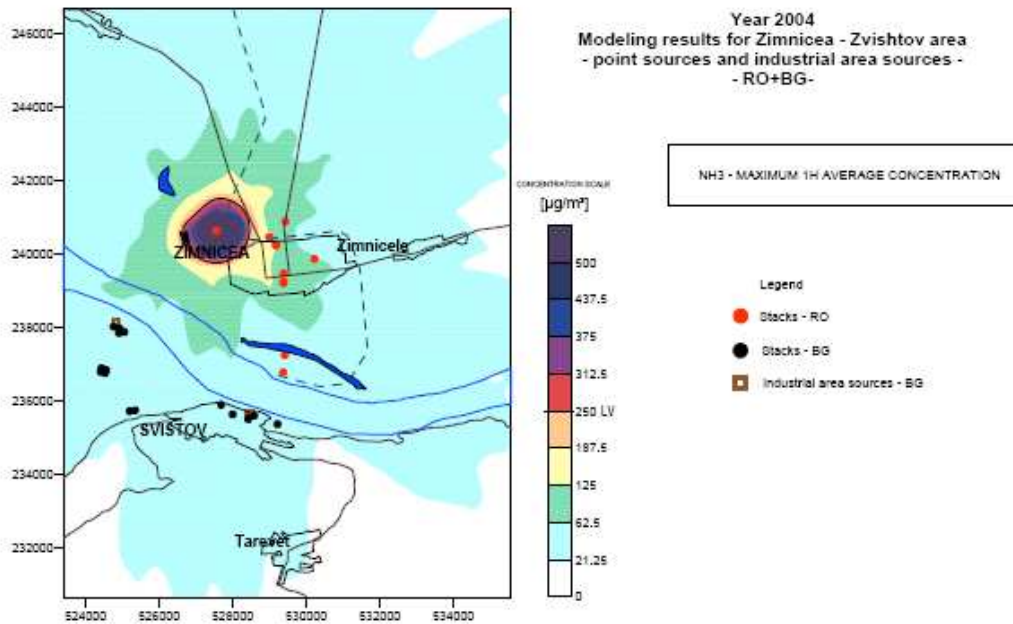 Year 2004
Modeling results for Zimnicea - Zvishtov area
- point sources and industrial area sources -
- RO+BG-
NH3 - MAXIMUM 1H AVERAGE CONCENTRATION
CONCENTRATION SCALE
[µg/m³]
500
437.5
375
312.5
250 LV
187.5
125
62.5
21.25
0
Legend
Stacks - RO
Stacks - BG
Industrial area sources - BG
246000
244000
242000
240000
238000
236000
234000
232000
ZIMNICEA
Zimnicele
SVISTOV
Tarevet
524000
526000
528000
530000
532000
534000